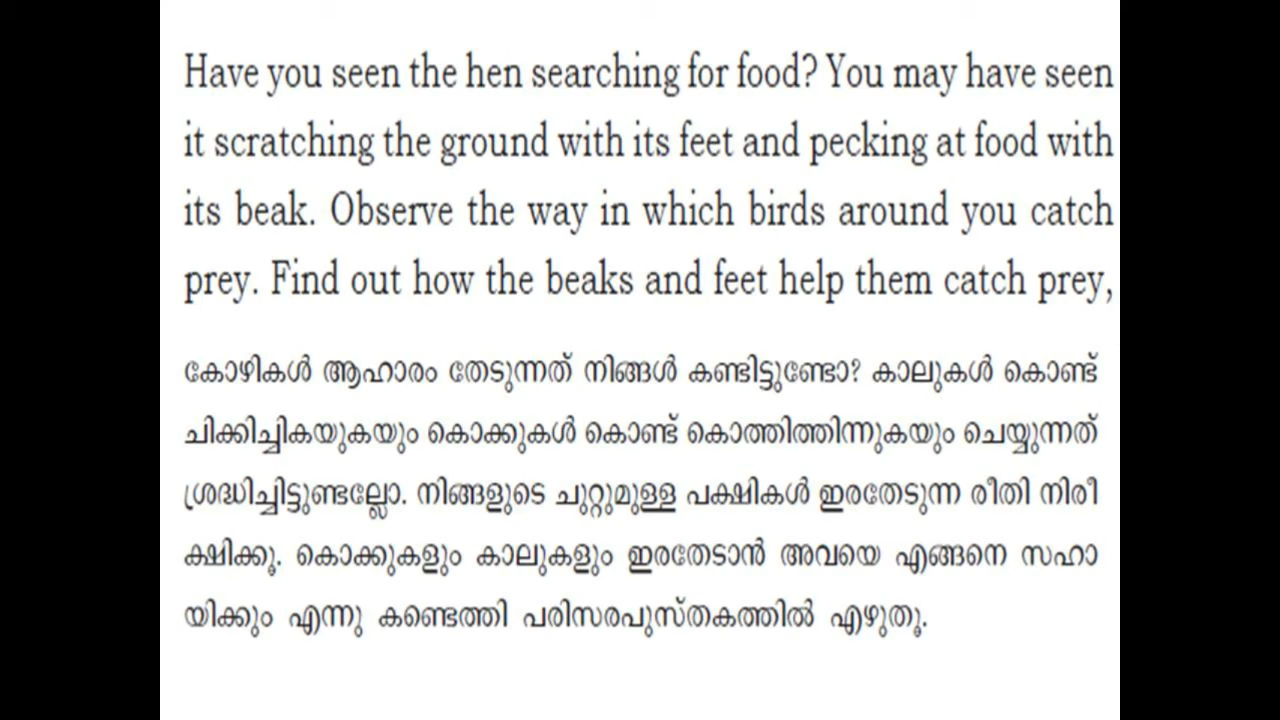 Have you seen the hen searching for food? You may have seen
it scratching the ground with its feet and pecking at food with
its beak. Observe the way in which birds around you catch
prey. Find out how the beaks and feet help them catch prey,
കോഴികൾ ആഹാരം തേടുന്നത് നിങ്ങൾ കണ്ടിട്ടുണ്ടോ? കാലുകൾ കൊണ്ട്
ചിക്കിച്ചികയുകയും കൊക്കുകൾ കൊണ്ട് കൊത്തിത്തിന്നുകയും ചെയ്യുന്നത്
ശ്രദ്ധിച്ചിട്ടുണ്ടല്ലോ. നിങ്ങളുടെ ചുറ്റുമുള്ള പക്ഷികൾ ഇരതേടുന്ന രീതി നിരീ
ക്ഷിക്കൂ. കൊക്കുകളും കാലുകളും ഇരതേടാൻ അവയെ എങ്ങനെ സഹാ
യിക്കും എന്നു കണ്ടെത്തി പരിസരപുസ്തകത്തിൽ എഴുതൂ.